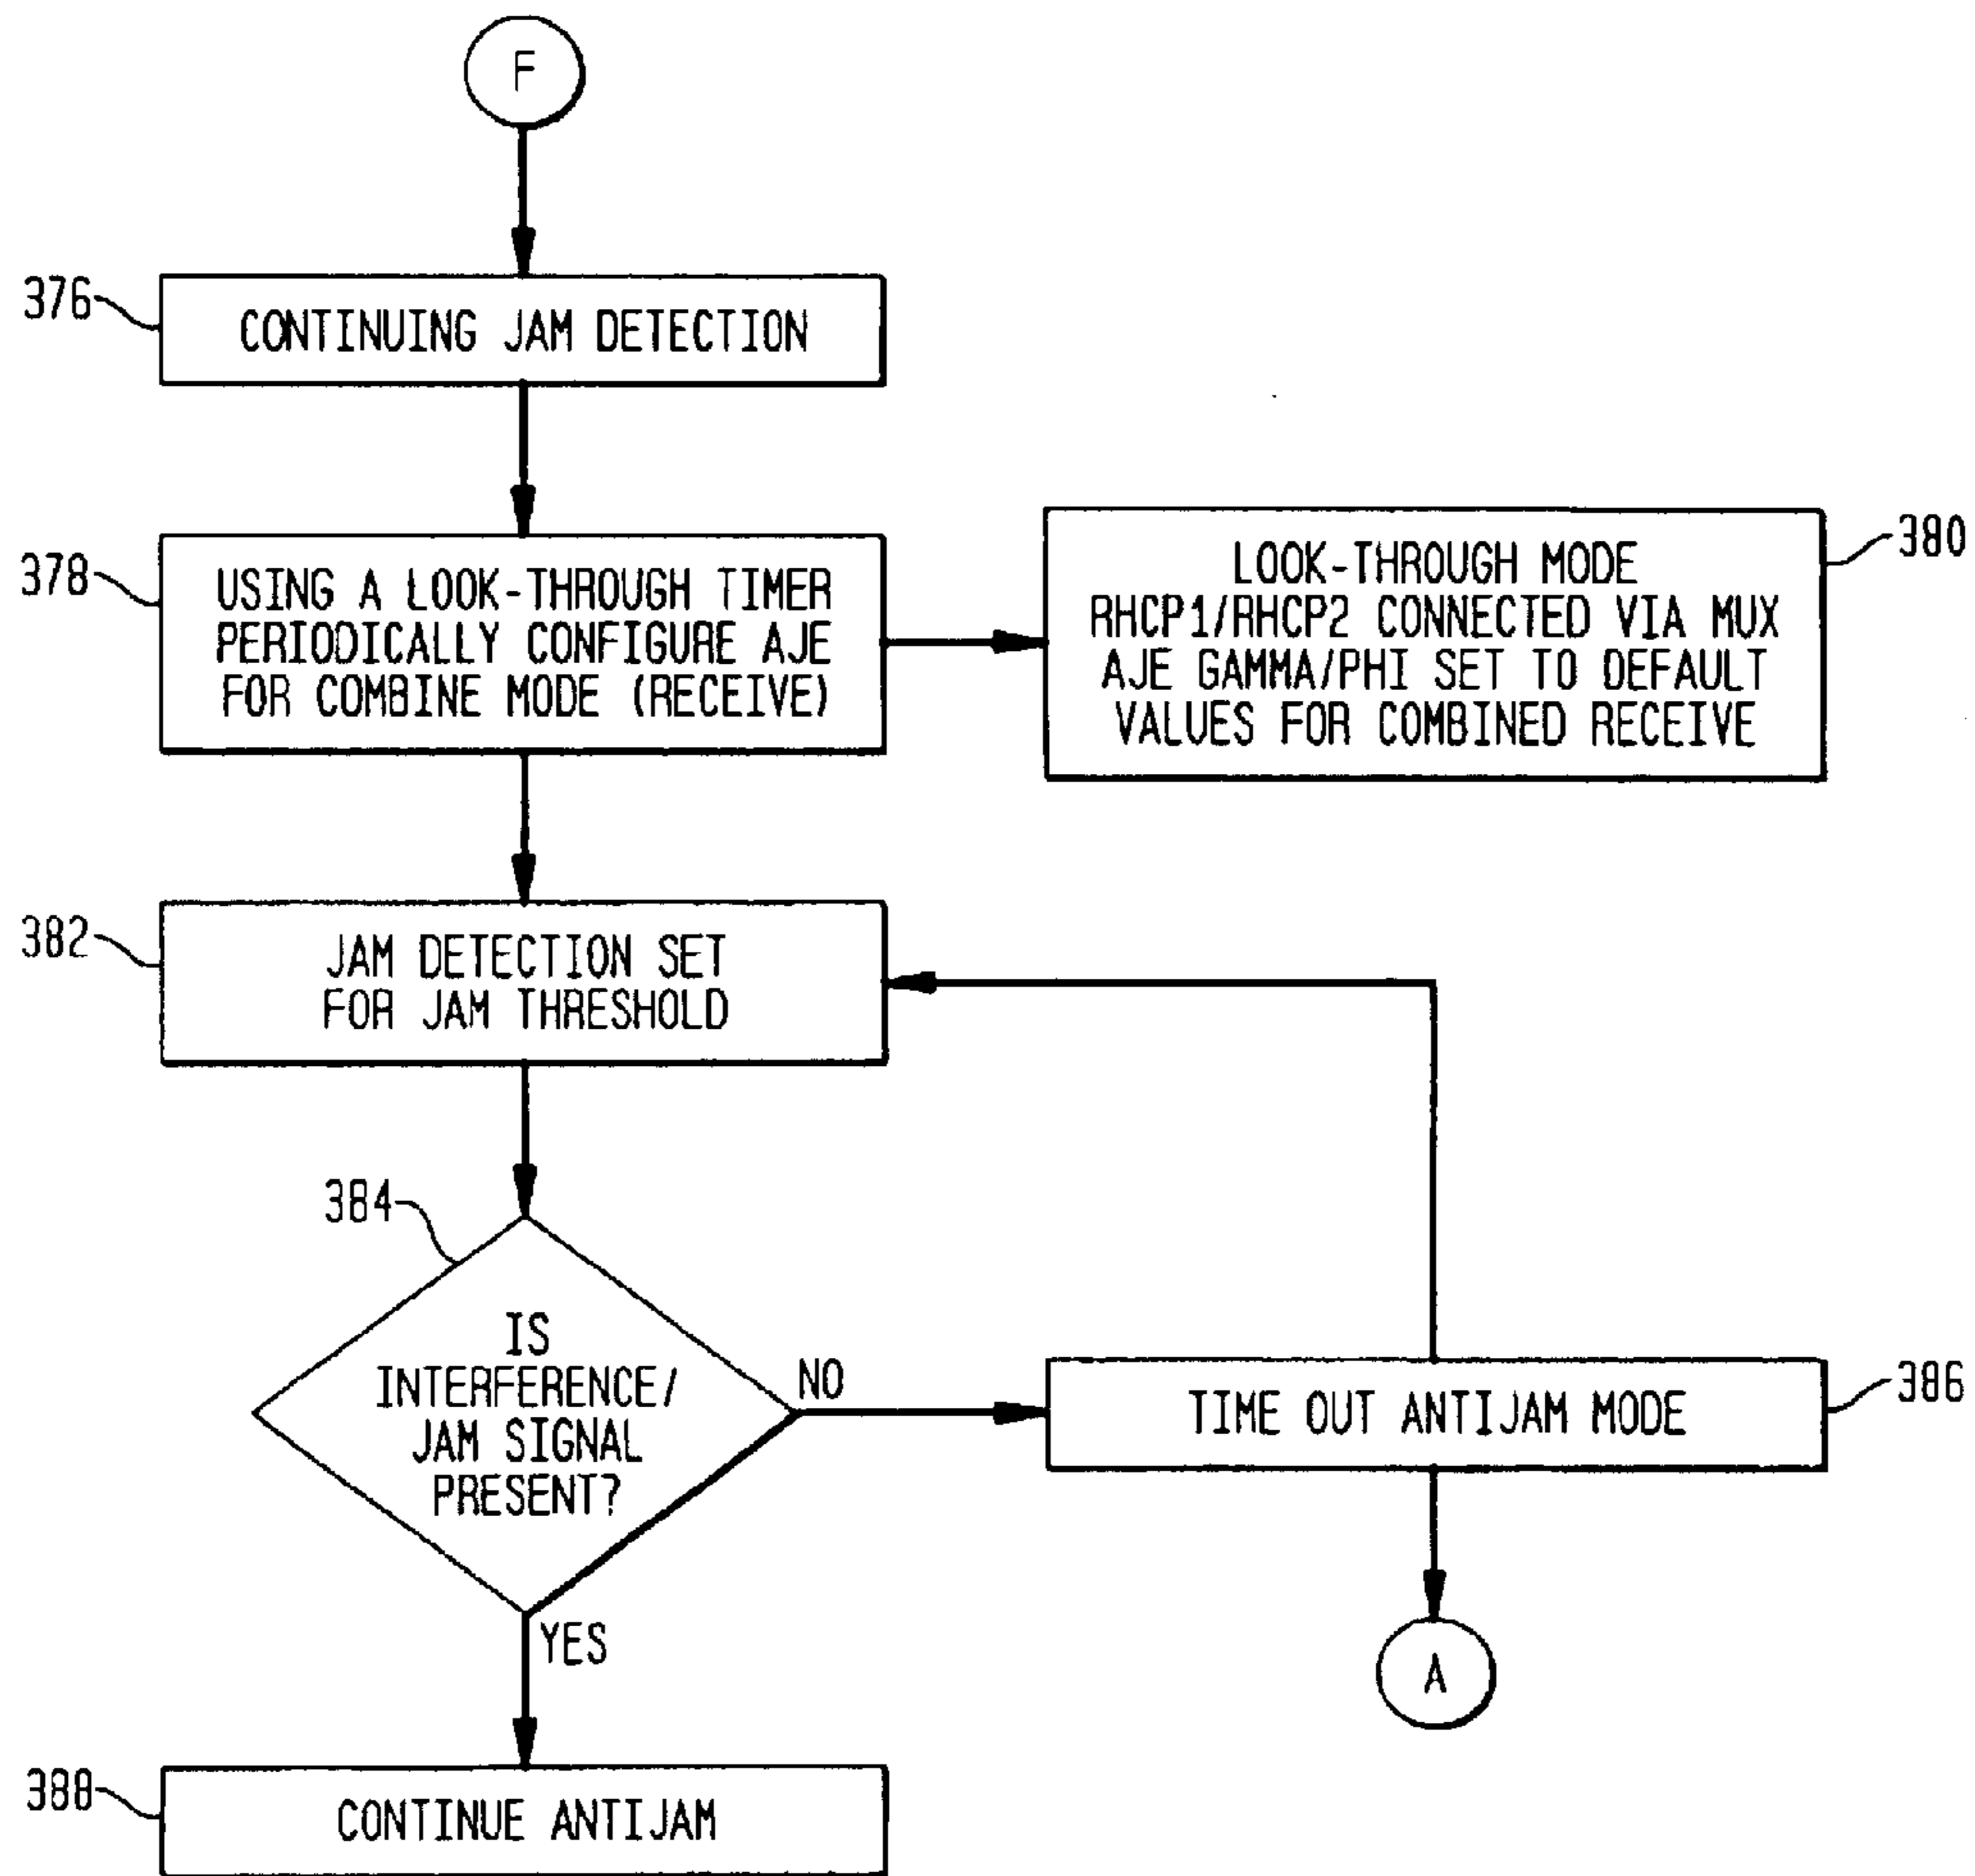 F
376
CONTINUING JAM DETECTION
378
USING A LOOK-THROUGH TIMER
PERIODICALLY CONFIGURE AJE
FOR COMBINE MODE (RECEIVE)
380
LOOK-THROUGH MODE
RHCP1/RHCP2 CONNECTED VIA MUX
AJE GAMMA/PHI SET TO DEFAULT
VALUES FOR COMBINED RECEIVE
382
JAM DETECTION SET
FOR JAM THRESHOLD
384
IS
INTERFERENCE/
JAM SIGNAL
PRESENT?
NO
386
TIME OUT ANTIJAM MODE
YES
A
388
CONTINUE ANTIJAM